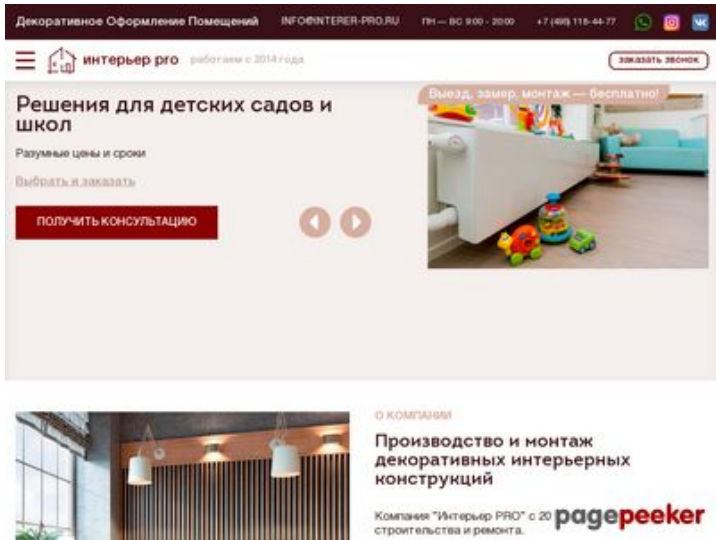 Декоративное Оформление Помещений
INFO@INTERER-PRO.RU
ПН — ВС 9:00 - 20:00
+7 (495) 118-44-77
интерьер pro
работаем с 2014 года
заказать звонок
Решения для детских садов и
школ
Разумные цены и сроки
Выбрать и заказать
ПОЛУЧИТЬ КОНСУЛЬТАЦИЮ
Выезд, замер, монтаж — бесплатно!
О КОМПАНИИ
Производство и монтаж
декоративных интерьерных
конструкций
Компания "Интерьер PRO" с 20
строительства и ремонта.
pagepeeker